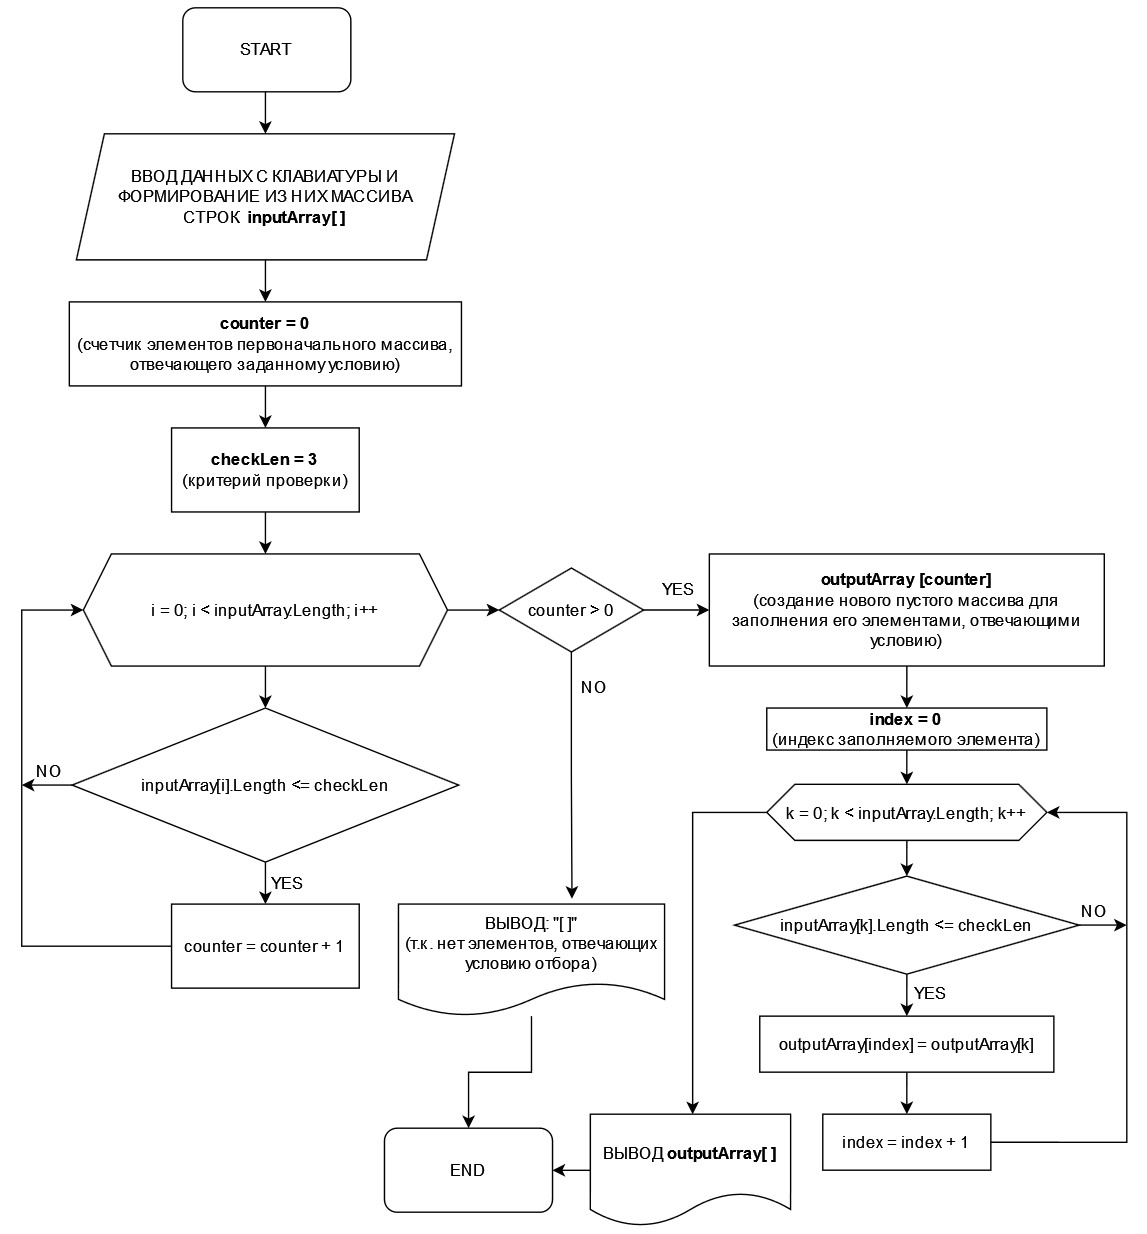 START
ВВОД ДАННЫХ С КЛАВИАТУРЫ И
ФОРМИРОВАНИЕ ИЗ НИХ МАССИВА
СТРОК inputArray[ ]
counter = 0
(счетчик элементов первоначального массива,
отвечающего заданному условию)
checkLen = 3
(критерий проверки)
i = 0; i < inputArray.Length; i++
counter > 0
YES
outputArray [counter]
(создание нового пустого массива для
заполнения его элементами, отвечающими
условию)
NO
index = 0
(индекс заполняемого элемента)
inputArray[i].Length <= checkLen
NO
YES
k = 0; k < inputArray.Length; k++
counter = counter + 1
ВЫВОД: "[ ]"
(т.к. нет элементов, отвечающих
условию отбора)
inputArray[k].Length <= checkLen
NO
YES
outputArray[index] = outputArray[k]
index = index + 1
ВЫВОД outputArray[ ]
END